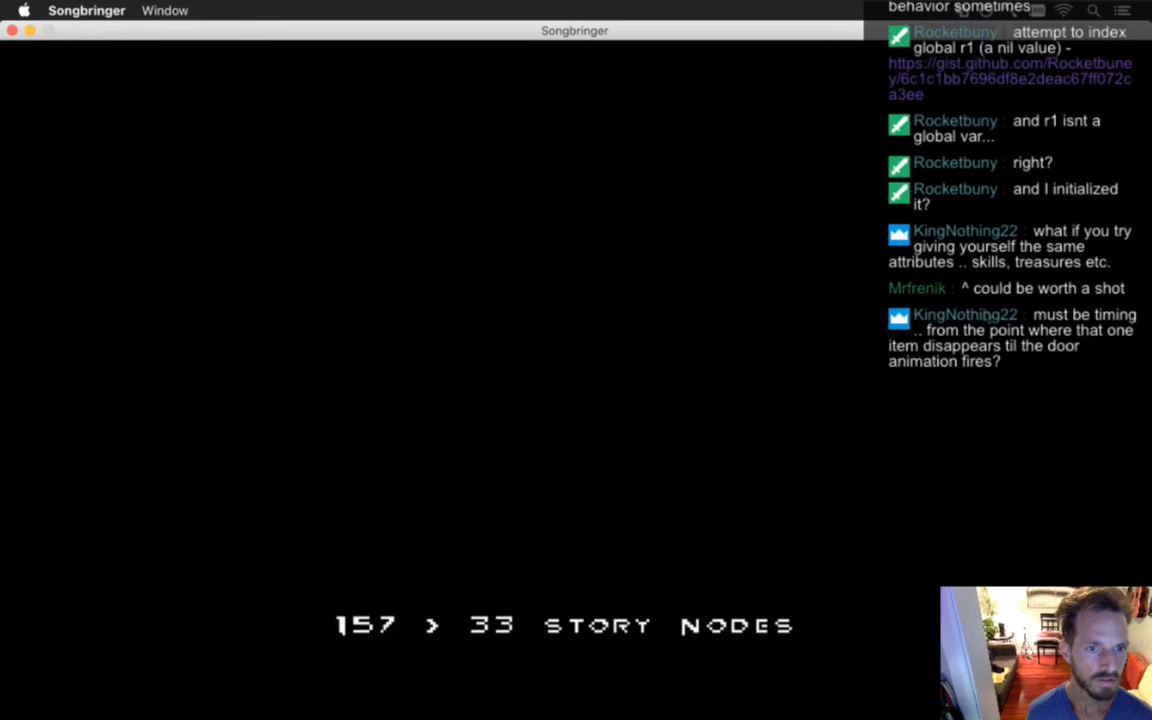 Songbringer Window
Songbringer
behavior sometimes
Rocketbuny : attempt to index
global r1 (a nil value) -
https://gist.github.com/Rocketbune
y/6c1c1bb7696df8e2deac67ff072c
a3ee
Rocketbuny : and r1 isnt a
global var...
Rocketbuny : right?
Rocketbuny : and I initialized
it?
KingNothing22 : what if you try
giving yourself the same
attributes .. skills, treasures etc.
Mrfrenik : ^ could be worth a shot
KingNothing22 : must be timing
.. from the point where that one
item disappears til the door
animation fires?
157 > 33 STORY NODES